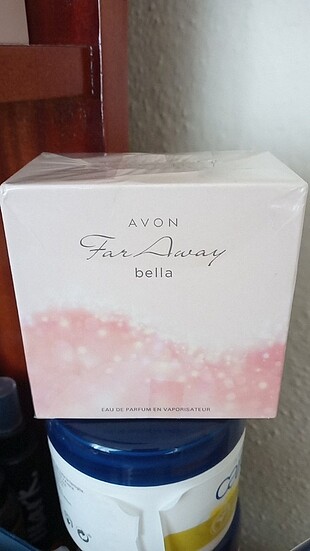 AVON
Far Away
bella
EAU DE PARFUM EN VAPORISATEUR